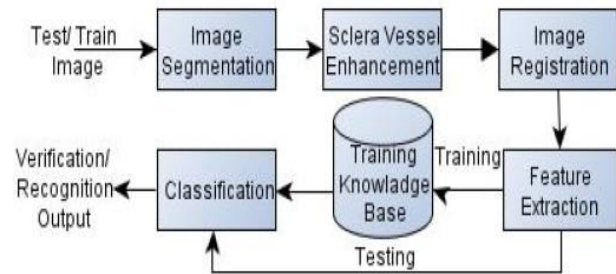 Test/ Train
Image
Image
Segmentation
Sclera Vessel
Enhancement
Image
Registration
Verification/
Recognition
Output
Classification
Training
Knowladge
Base
Training
Feature
Extraction
Testing